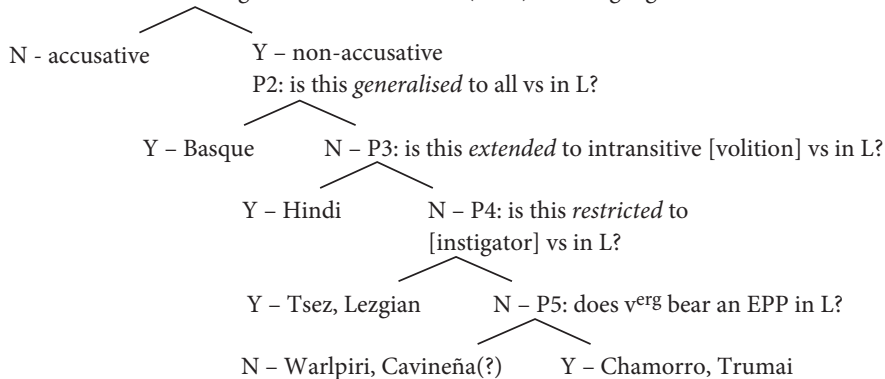 N - accusative Y – non-accusative
P2: is this generalised to all vs in L?
Y – Basque N – P3: is this extended to intransitive [volition] vs in L?
Y – Hindi N – P4: is this restricted to
[instigator] vs in L?
Y – Tsez, Lezgian N – P5: does v^erg bear an EPP in L?
N – Warlpiri, Cavineña(?) Y – Chamorro, Trumai